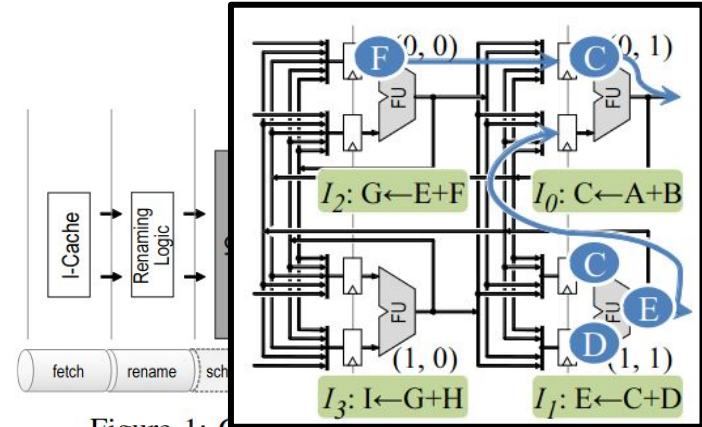 I-Cache
Renaming
Logic
fetch
rename
F
(0, 0)
C
(0, 1)
FU
FU
I2: G←E+F
I0: C←A+B
C
FU
FU
E
D
(1, 0)
(1, 1)
I3: I←G+H
I1: E←C+D
Figure 1: